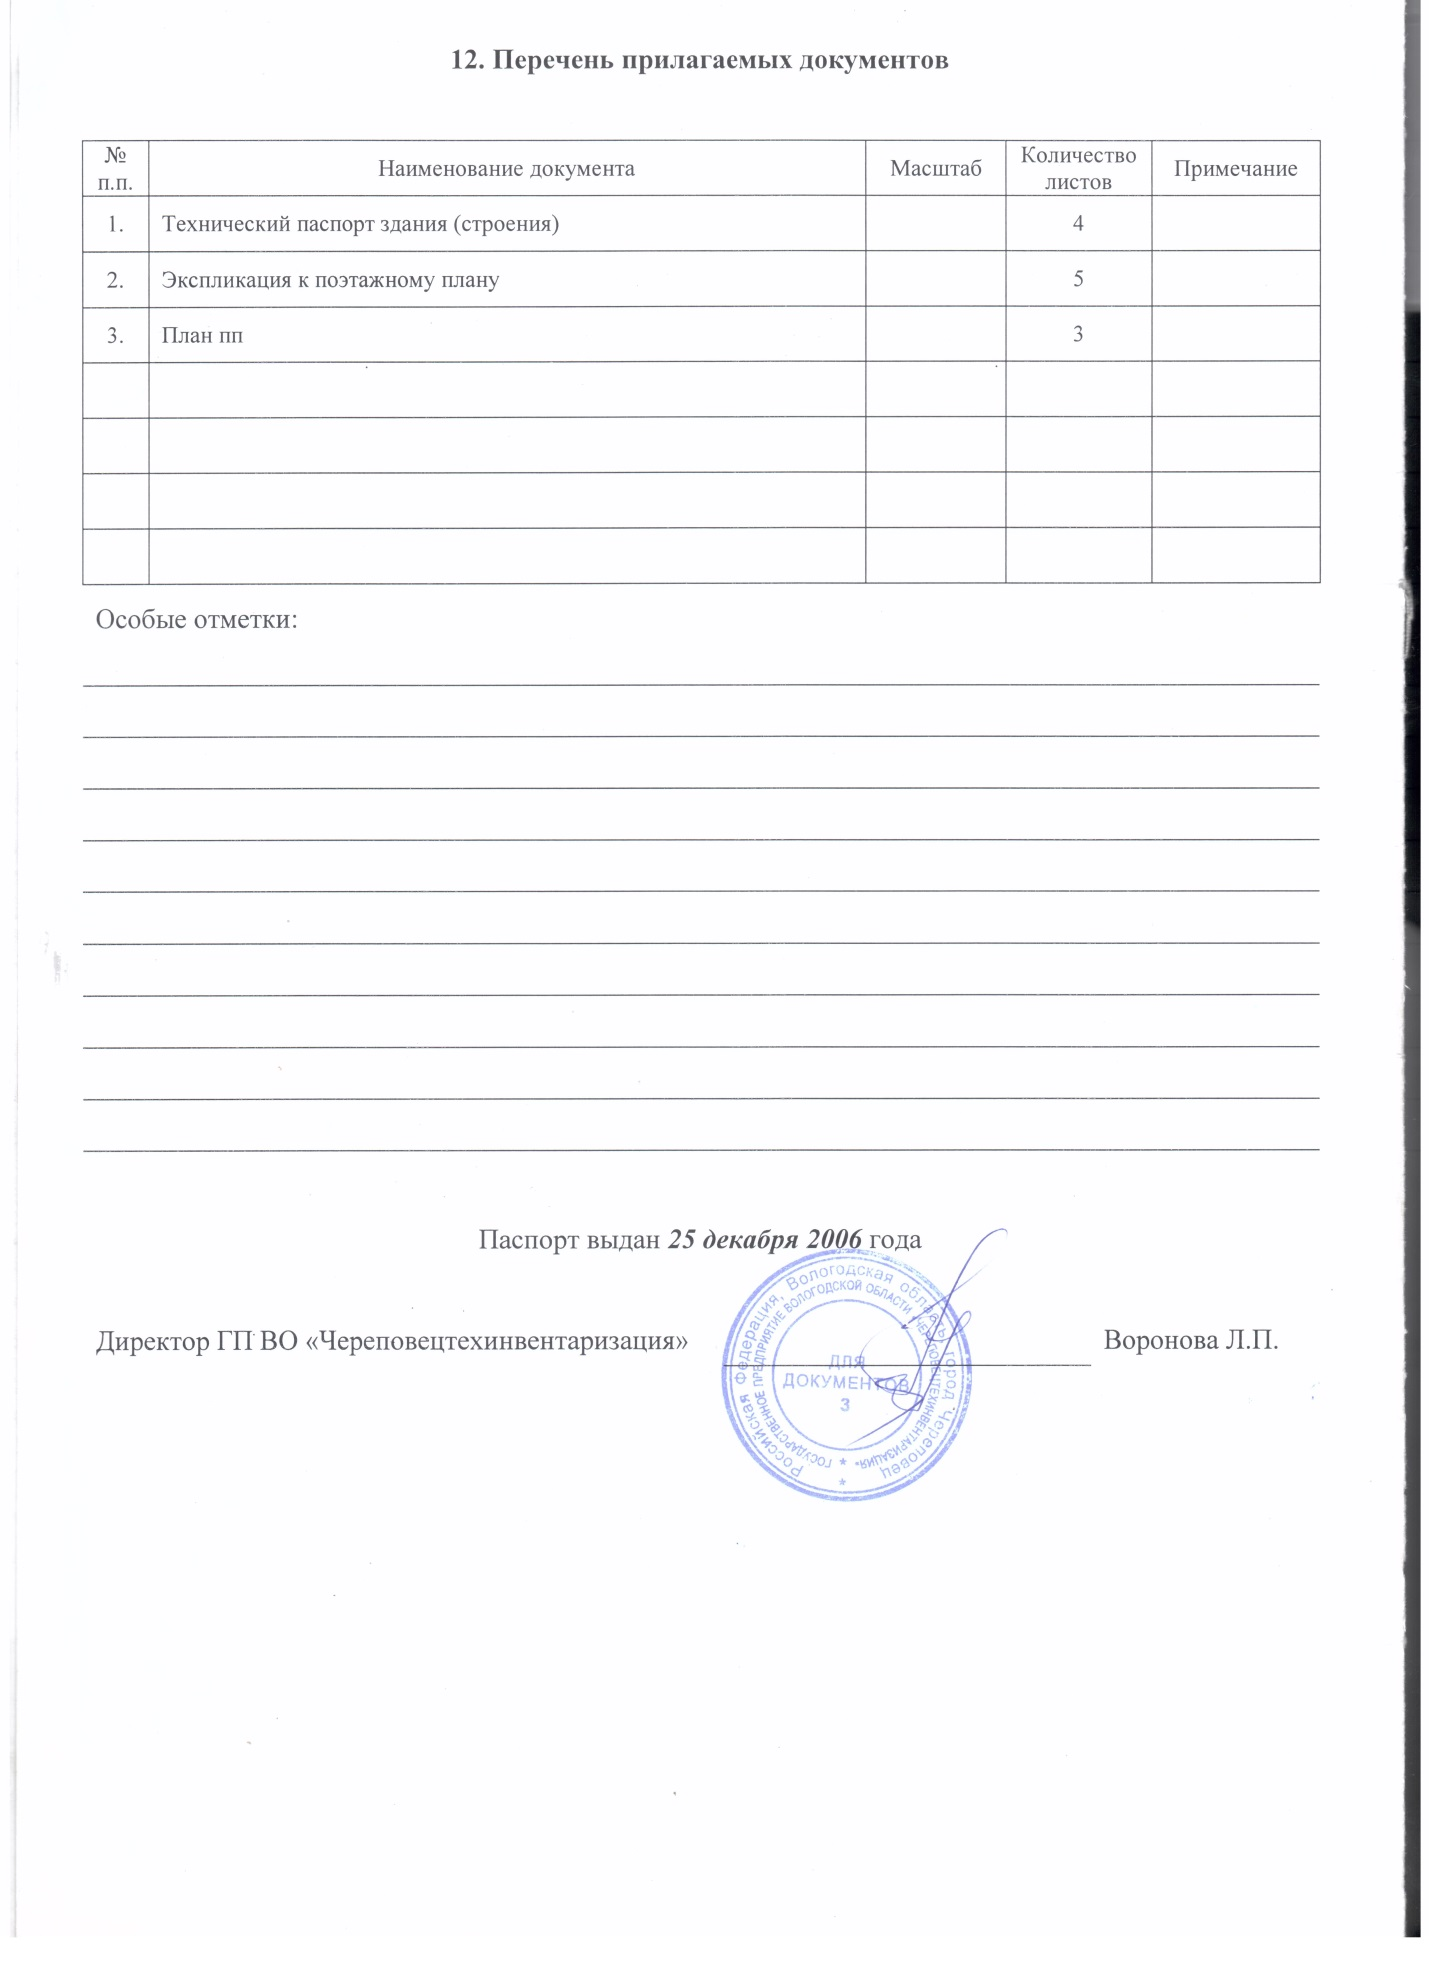 12. Перечень прилагаемых документов
№ п.п. Наименование документа Масштаб Количество листов Примечание
1. Технический паспорт здания (строения) 4
2. Экспликация к поэтажному плану 5
3. План пп 3
Особые отметки:
Паспорт выдан 25 декабря 2006 года
Директор ГП ВО «Череповецтехинвентаризация» Воронова Л.П.
Российская Федерация, Вологодская область, город Череповец
* ГОСУДАРСТВЕННОЕ ПРЕДПРИЯТИЕ ВОЛОГОДСКОЙ ОБЛАСТИ «ЧЕРЕПОВЕЦТЕХИНВЕНТАРИЗАЦИЯ»
ДЛЯ
ДОКУМЕНТОВ
3